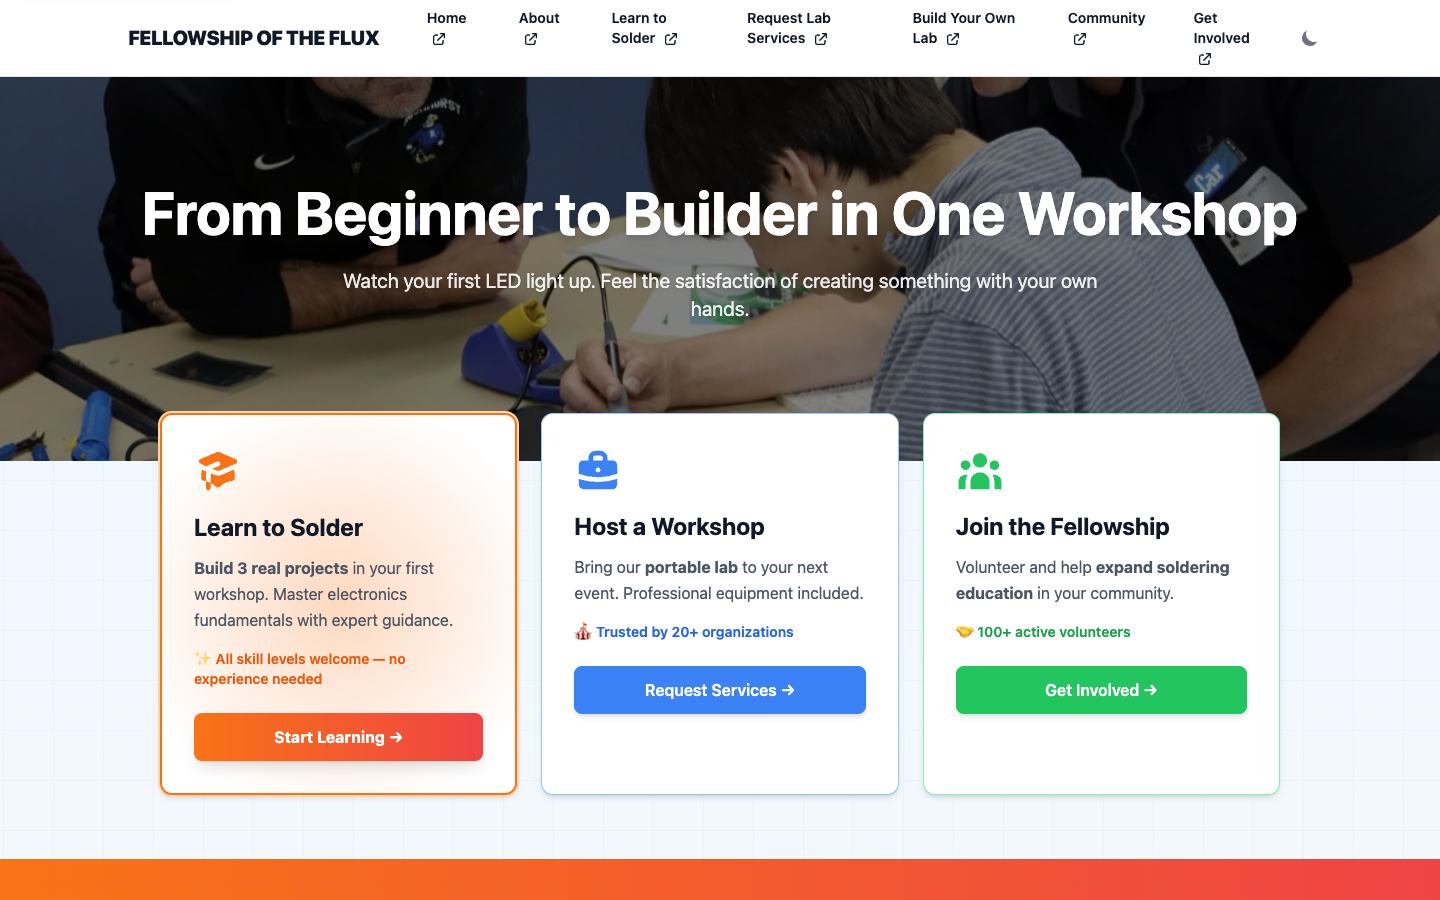 FELLOWSHIP OF THE FLUX
Home
About
Learn to
Solder
Request Lab
Services
Build Your Own
Lab
Community
Get
Involved
Car
From Beginner to Builder in One Workshop
Watch your first LED light up. Feel the satisfaction of creating something with your own
hands.
Learn to Solder
Build 3 real projects in your first
workshop. Master electronics
fundamentals with expert guidance.
✨ All skill levels welcome — no
experience needed
Start Learning →
Host a Workshop
Bring our portable lab to your next
event. Professional equipment included.
🎪 Trusted by 20+ organizations
Request Services →
Join the Fellowship
Volunteer and help expand soldering
education in your community.
🤝 100+ active volunteers
Get Involved →